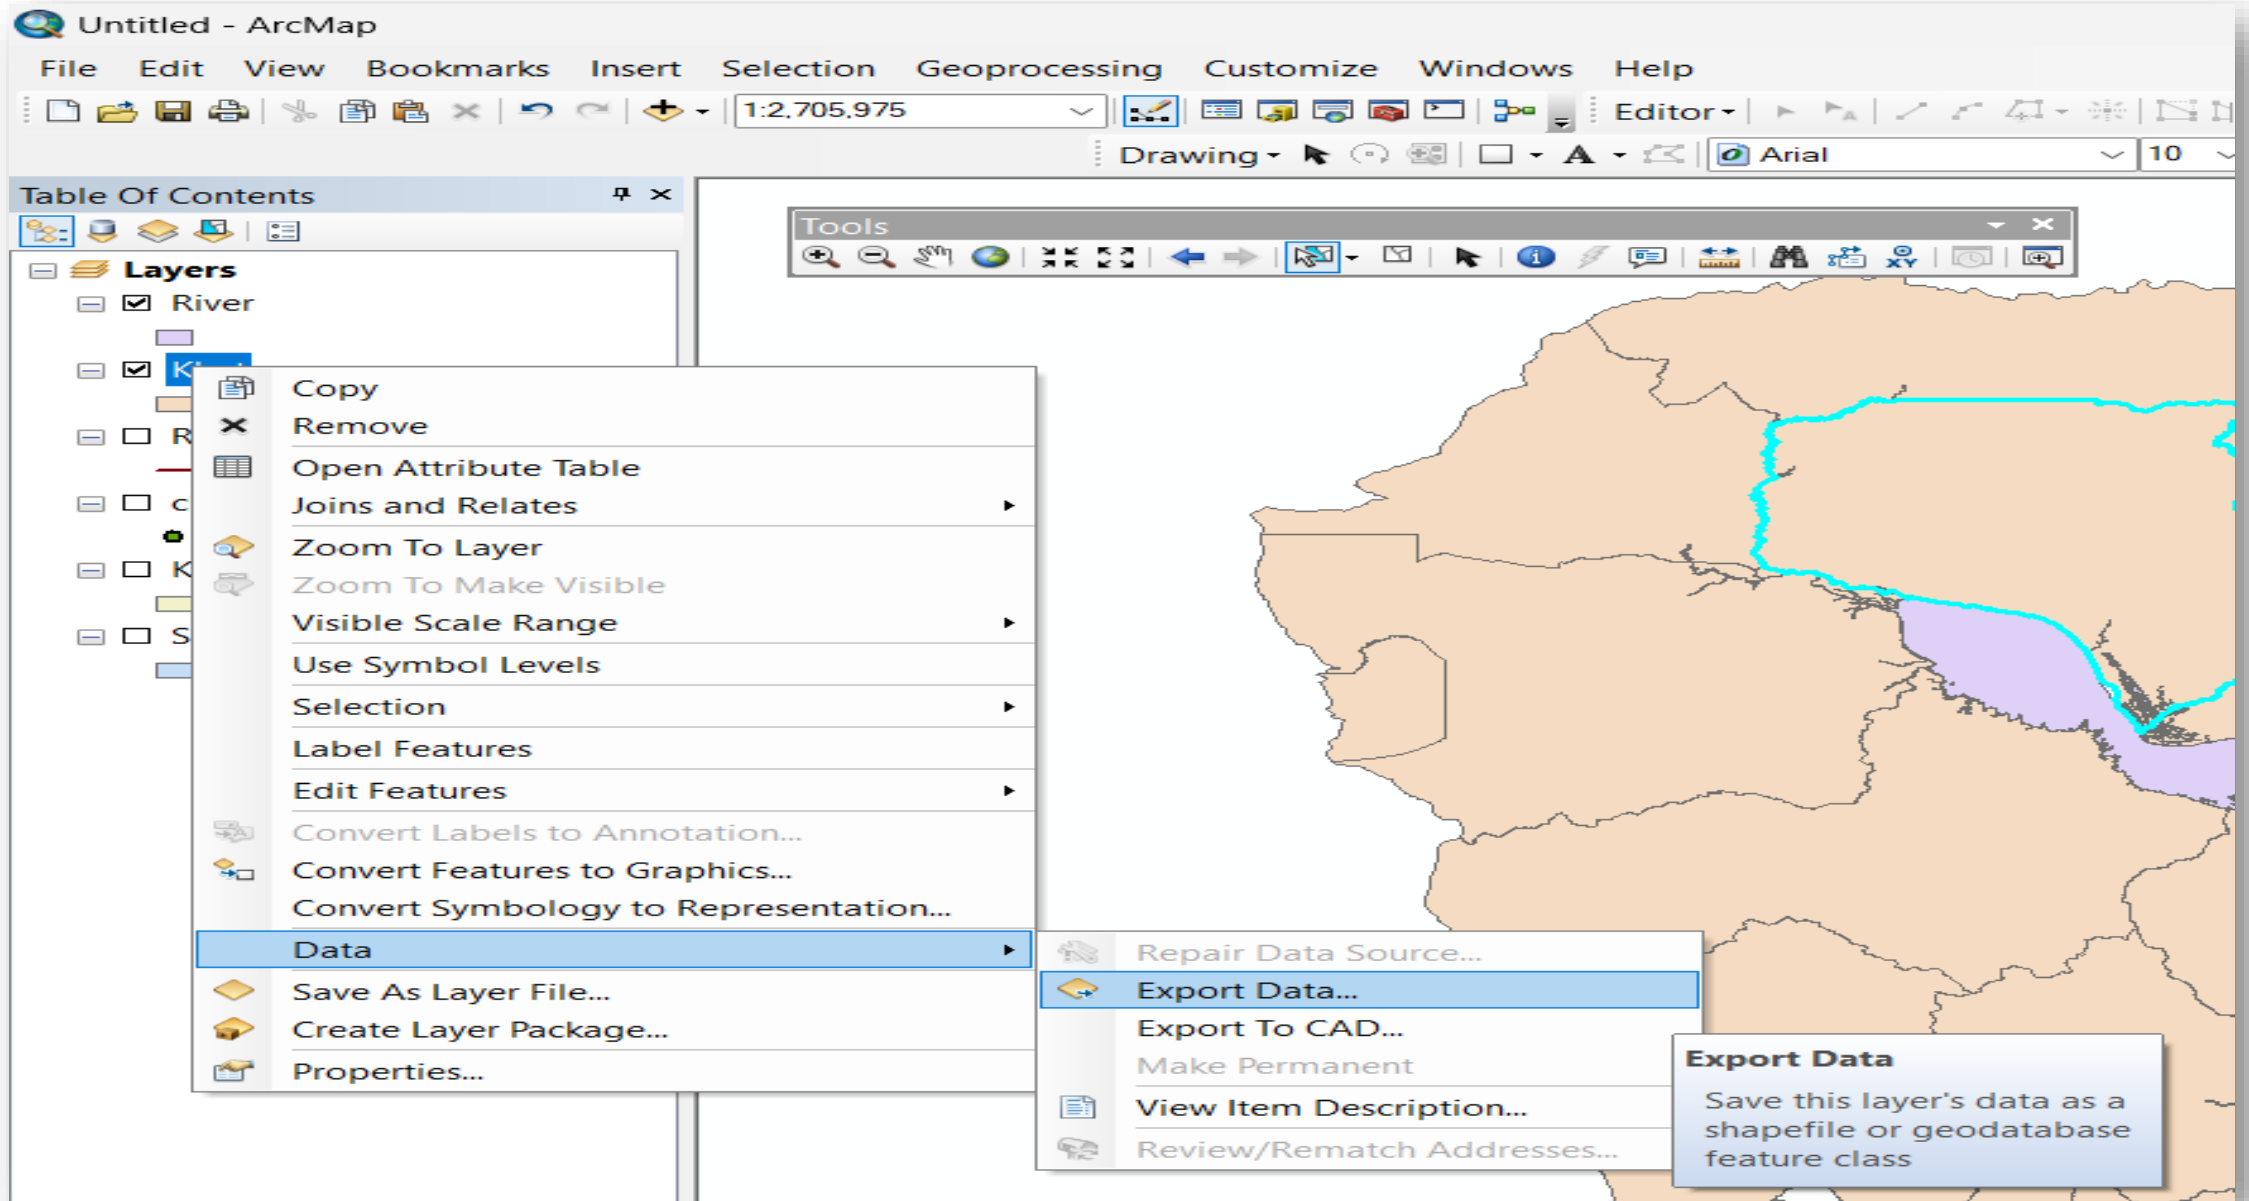 Untitled - ArcMap
File Edit View Bookmarks Insert Selection Geoprocessing Customize Windows Help
1:2,705,975 Editor
Drawing A Arial 10
Table Of Contents
Tools
Layers
River
Copy
Remove
Open Attribute Table
Joins and Relates
Zoom To Layer
Zoom To Make Visible
Visible Scale Range
Use Symbol Levels
Selection
Label Features
Edit Features
Convert Labels to Annotation...
Convert Features to Graphics...
Convert Symbology to Representation...
Data
Save As Layer File...
Create Layer Package...
Properties...
Repair Data Source...
Export Data...
Export To CAD...
Make Permanent
View Item Description...
Review/Rematch Addresses...
Export Data
Save this layer's data as a
shapefile or geodatabase
feature class